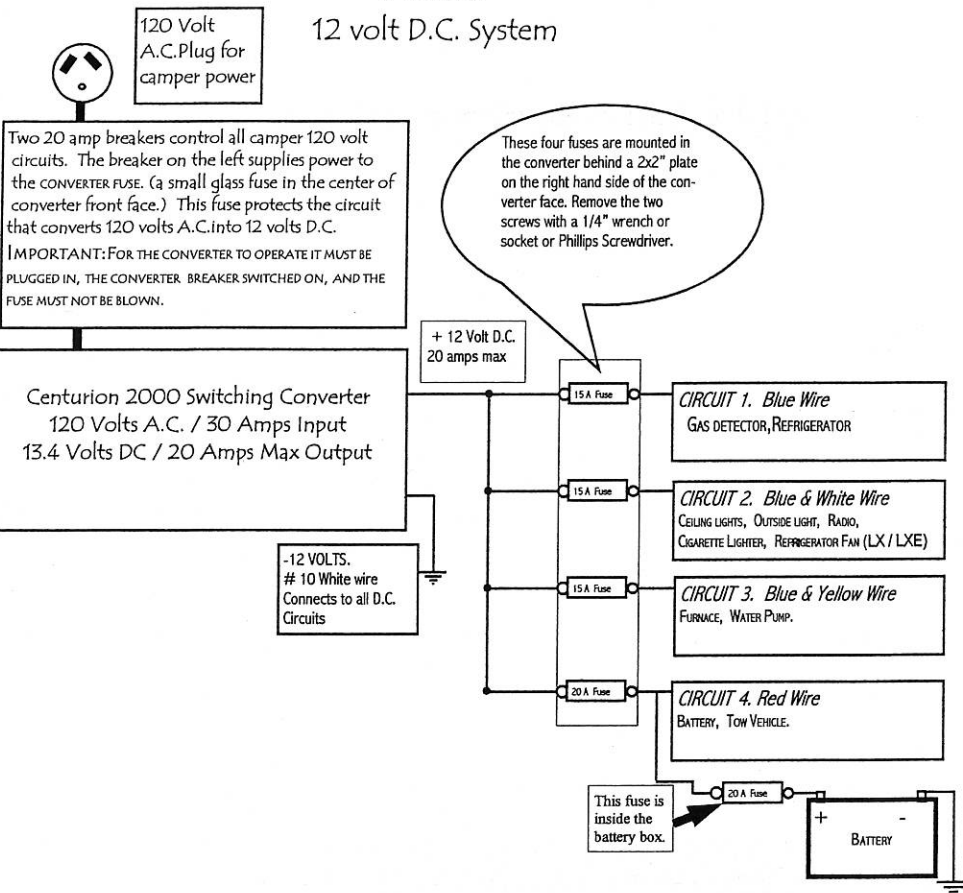 12 volt D.C. System
120 Volt
A.C.Plug for
camper power
Two 20 amp breakers control all camper 120 volt
circuits. The breaker on the left supplies power to
the CONVERTER FUSE. (a small glass fuse in the center of
converter front face.) This fuse protects the circuit
that converts 120 volts A.C.into 12 volts D.C.
IMPORTANT:FOR THE CONVERTER TO OPERATE IT MUST BE
PLUGGED IN, THE CONVERTER BREAKER SWITCHED ON, AND THE
FUSE MUST NOT BE BLOWN.
These four fuses are mounted in
the converter behind a 2x2" plate
on the right hand side of the con-
verter face. Remove the two
screws with a 1/4" wrench or
socket or Phillips Screwdriver.
+ 12 Volt D.C.
20 amps max
Centurion 2000 Switching Converter
120 Volts A.C. / 30 Amps Input
13.4 Volts DC / 20 Amps Max Output
-12 VOLTS.
# 10 White wire
Connects to all D.C.
Circuits
15 A Fuse
CIRCUIT 1. Blue Wire
GAS DETECTOR,REFRIGERATOR
15 A Fuse
CIRCUIT 2. Blue & White Wire
CEILING LIGHTS, OUTSIDE LIGHT, RADIO,
CIGARETTE LIGHTER, REFRIGERATOR FAN (LX / LXE)
15 A Fuse
CIRCUIT 3. Blue & Yellow Wire
FURNACE, WATER PUMP.
20 A Fuse
CIRCUIT 4. Red Wire
BATTERY, TOW VEHICLE.
This fuse is
inside the
battery box.
20 A Fuse
+ -
BATTERY